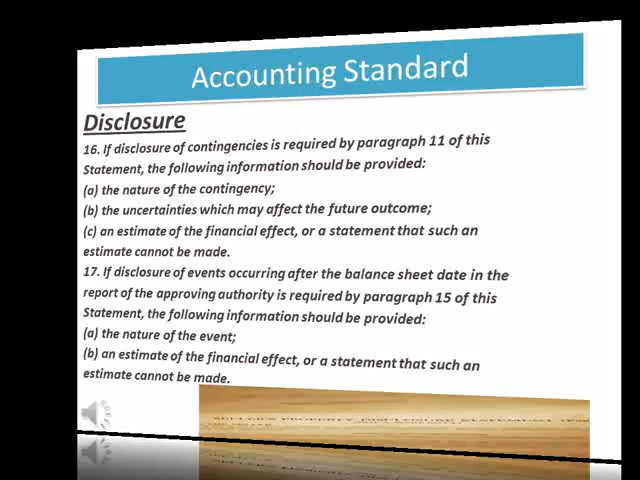 Accounting Standard
Disclosure
16. If disclosure of contingencies is required by paragraph 11 of this
Statement, the following information should be provided:
(a) the nature of the contingency;
(b) the uncertainties which may affect the future outcome;
(c) an estimate of the financial effect, or a statement that such an
estimate cannot be made.
17. If disclosure of events occurring after the balance sheet date in the
report of the approving authority is required by paragraph 15 of this
Statement, the following information should be provided:
(a) the nature of the event;
(b) an estimate of the financial effect, or a statement that such an
estimate cannot be made.